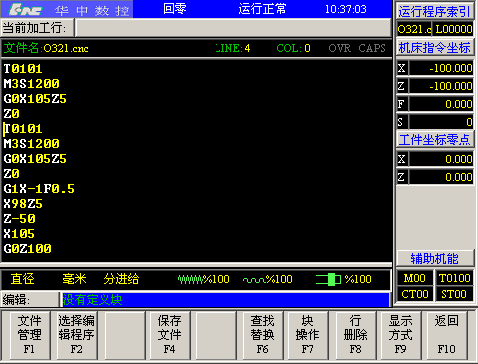 华中数控 回零 运行正常 10:37:03
当前加工行:
文件名:O321.cnc LINE:4 COL:0 OVR CAPS
T0101
M3S1200
G0X105Z5
Z0
T0101
M3S1200
G0X105Z5
Z0
G1X-1F0.5
X98Z5
Z-50
X105
G0Z100
直径 毫米 分进给 %100 %100 %100
编辑: 没有定义块
运行程序索引
O321.c L00000
机床指令坐标
X -100.000
Z -100.000
F 0.000
S 0
工件坐标零点
X 0.000
Z 0.000
辅助机能
M00 T0100
CT00 ST00
文件管理 F1
选择编辑程序 F2
保存文件 F4
查找替换 F6
块操作 F7
行删除 F8
显示方式 F9
返回 F10